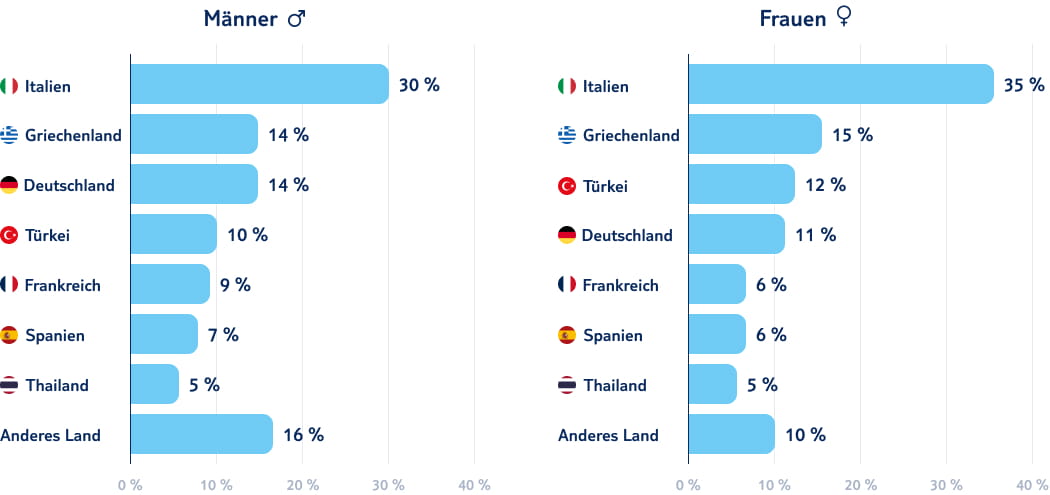 Männer ♂
Italien 30 %
Griechenland 14 %
Deutschland 14 %
Türkei 10 %
Frankreich 9 %
Spanien 7 %
Thailand 5 %
Anderes Land 16 %
0 % 10 % 20 % 30 % 40 %
Frauen ♀
Italien 35 %
Griechenland 15 %
Türkei 12 %
Deutschland 11 %
Frankreich 6 %
Spanien 6 %
Thailand 5 %
Anderes Land 10 %
0 % 10 % 20 % 30 % 40 %